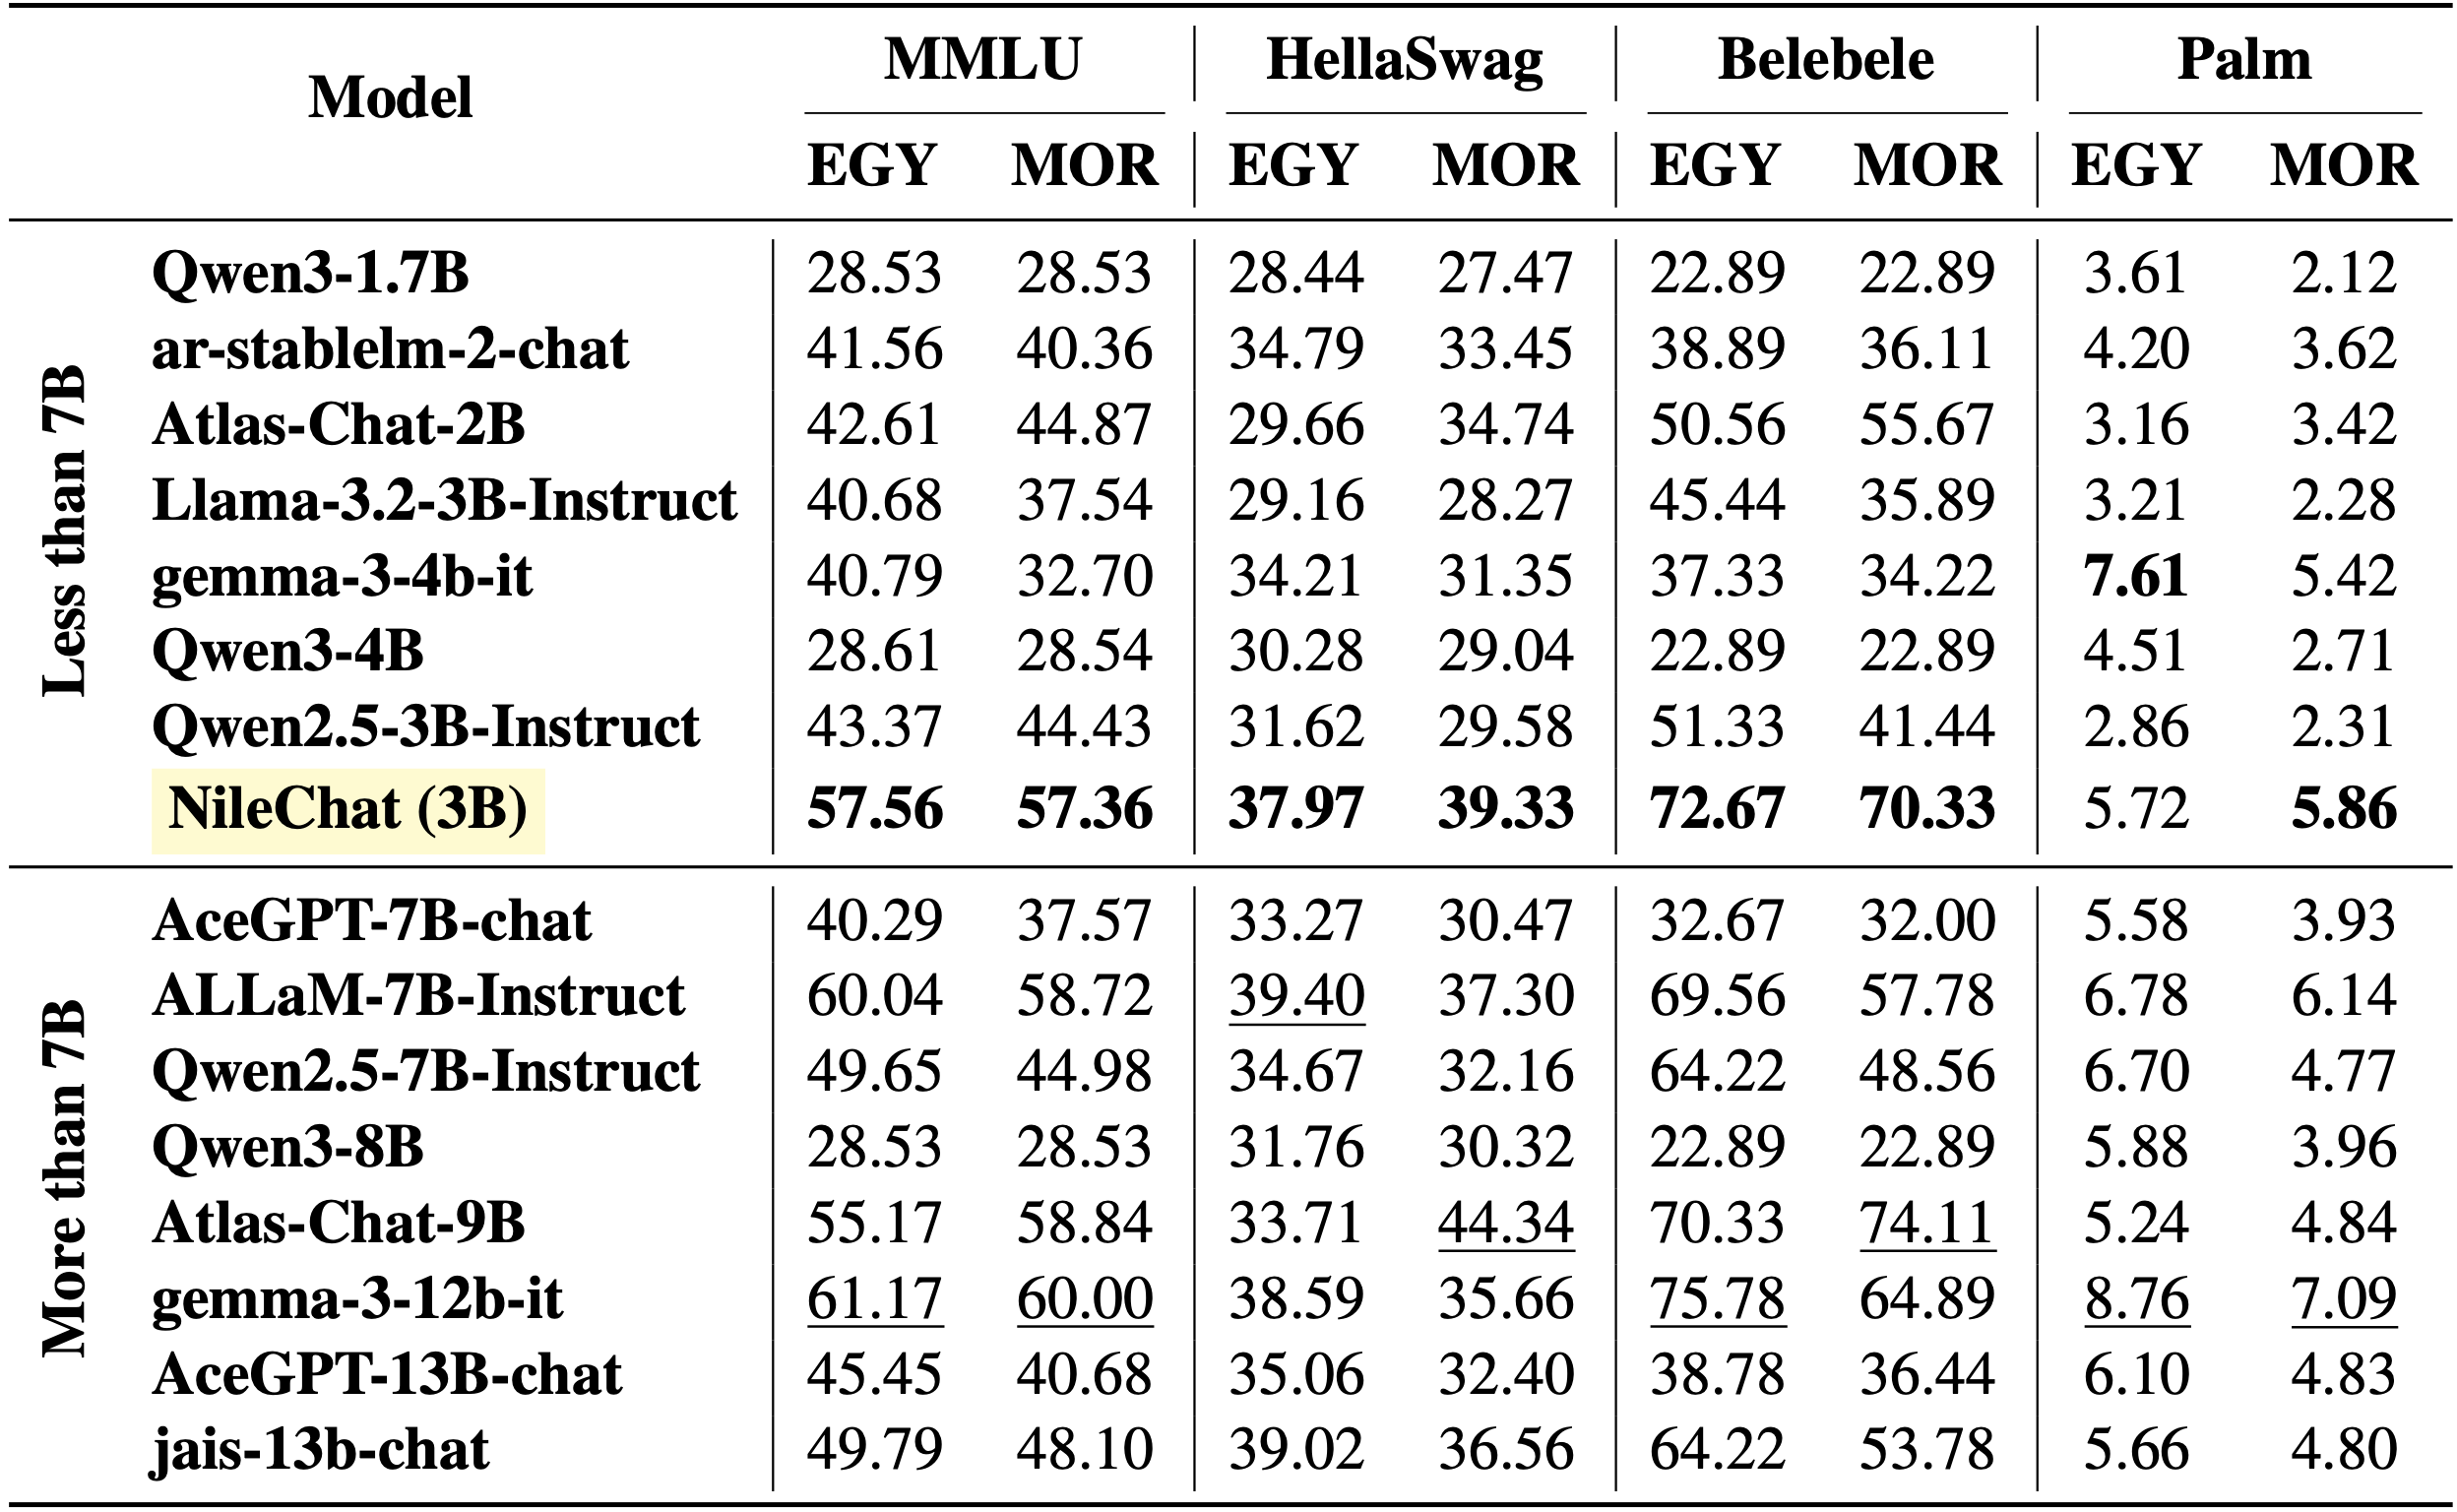 Model MMLU HellaSwag Belebele Palm
EGY MOR EGY MOR EGY MOR EGY MOR
Less than 7B
Qwen3-1.7B 28.53 28.53 28.44 27.47 22.89 22.89 3.61 2.12
ar-stablelm-2-chat 41.56 40.36 34.79 33.45 38.89 36.11 4.20 3.62
Atlas-Chat-2B 42.61 44.87 29.66 34.74 50.56 55.67 3.16 3.42
Llama-3.2-3B-Instruct 40.68 37.54 29.16 28.27 45.44 35.89 3.21 2.28
gemma-3-4b-it 40.79 32.70 34.21 31.35 37.33 34.22 7.61 5.42
Qwen3-4B 28.61 28.54 30.28 29.04 22.89 22.89 4.51 2.71
Qwen2.5-3B-Instruct 43.37 44.43 31.62 29.58 51.33 41.44 2.86 2.31
NileChat (3B) 57.56 57.36 37.97 39.33 72.67 70.33 5.72 5.86
More than 7B
AceGPT-7B-chat 40.29 37.57 33.27 30.47 32.67 32.00 5.58 3.93
ALLaM-7B-Instruct 60.04 58.72 39.40 37.30 69.56 57.78 6.78 6.14
Qwen2.5-7B-Instruct 49.65 44.98 34.67 32.16 64.22 48.56 6.70 4.77
Qwen3-8B 28.53 28.53 31.76 30.32 22.89 22.89 5.88 3.96
Atlas-Chat-9B 55.17 58.84 33.71 44.34 70.33 74.11 5.24 4.84
gemma-3-12b-it 61.17 60.00 38.59 35.66 75.78 64.89 8.76 7.09
AceGPT-13B-chat 45.45 40.68 35.06 32.40 38.78 36.44 6.10 4.83
jais-13b-chat 49.79 48.10 39.02 36.56 64.22 53.78 5.66 4.80